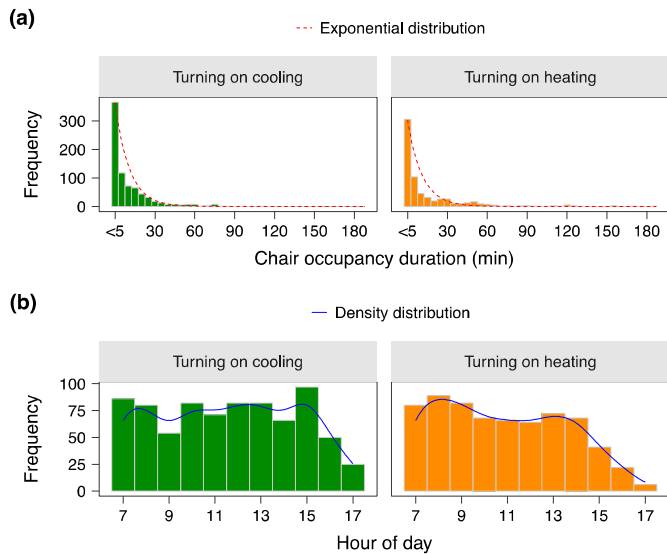 (a)
Exponential distribution
Turning on cooling Turning on heating
Frequency
300
200
100
0
<5 30 60 90 120 150 180 <5 30 60 90 120 150 180
Chair occupancy duration (min)
(b)
Density distribution
Turning on cooling Turning on heating
Frequency
100
75
50
25
0
7 9 11 13 15 17 7 9 11 13 15 17
Hour of day